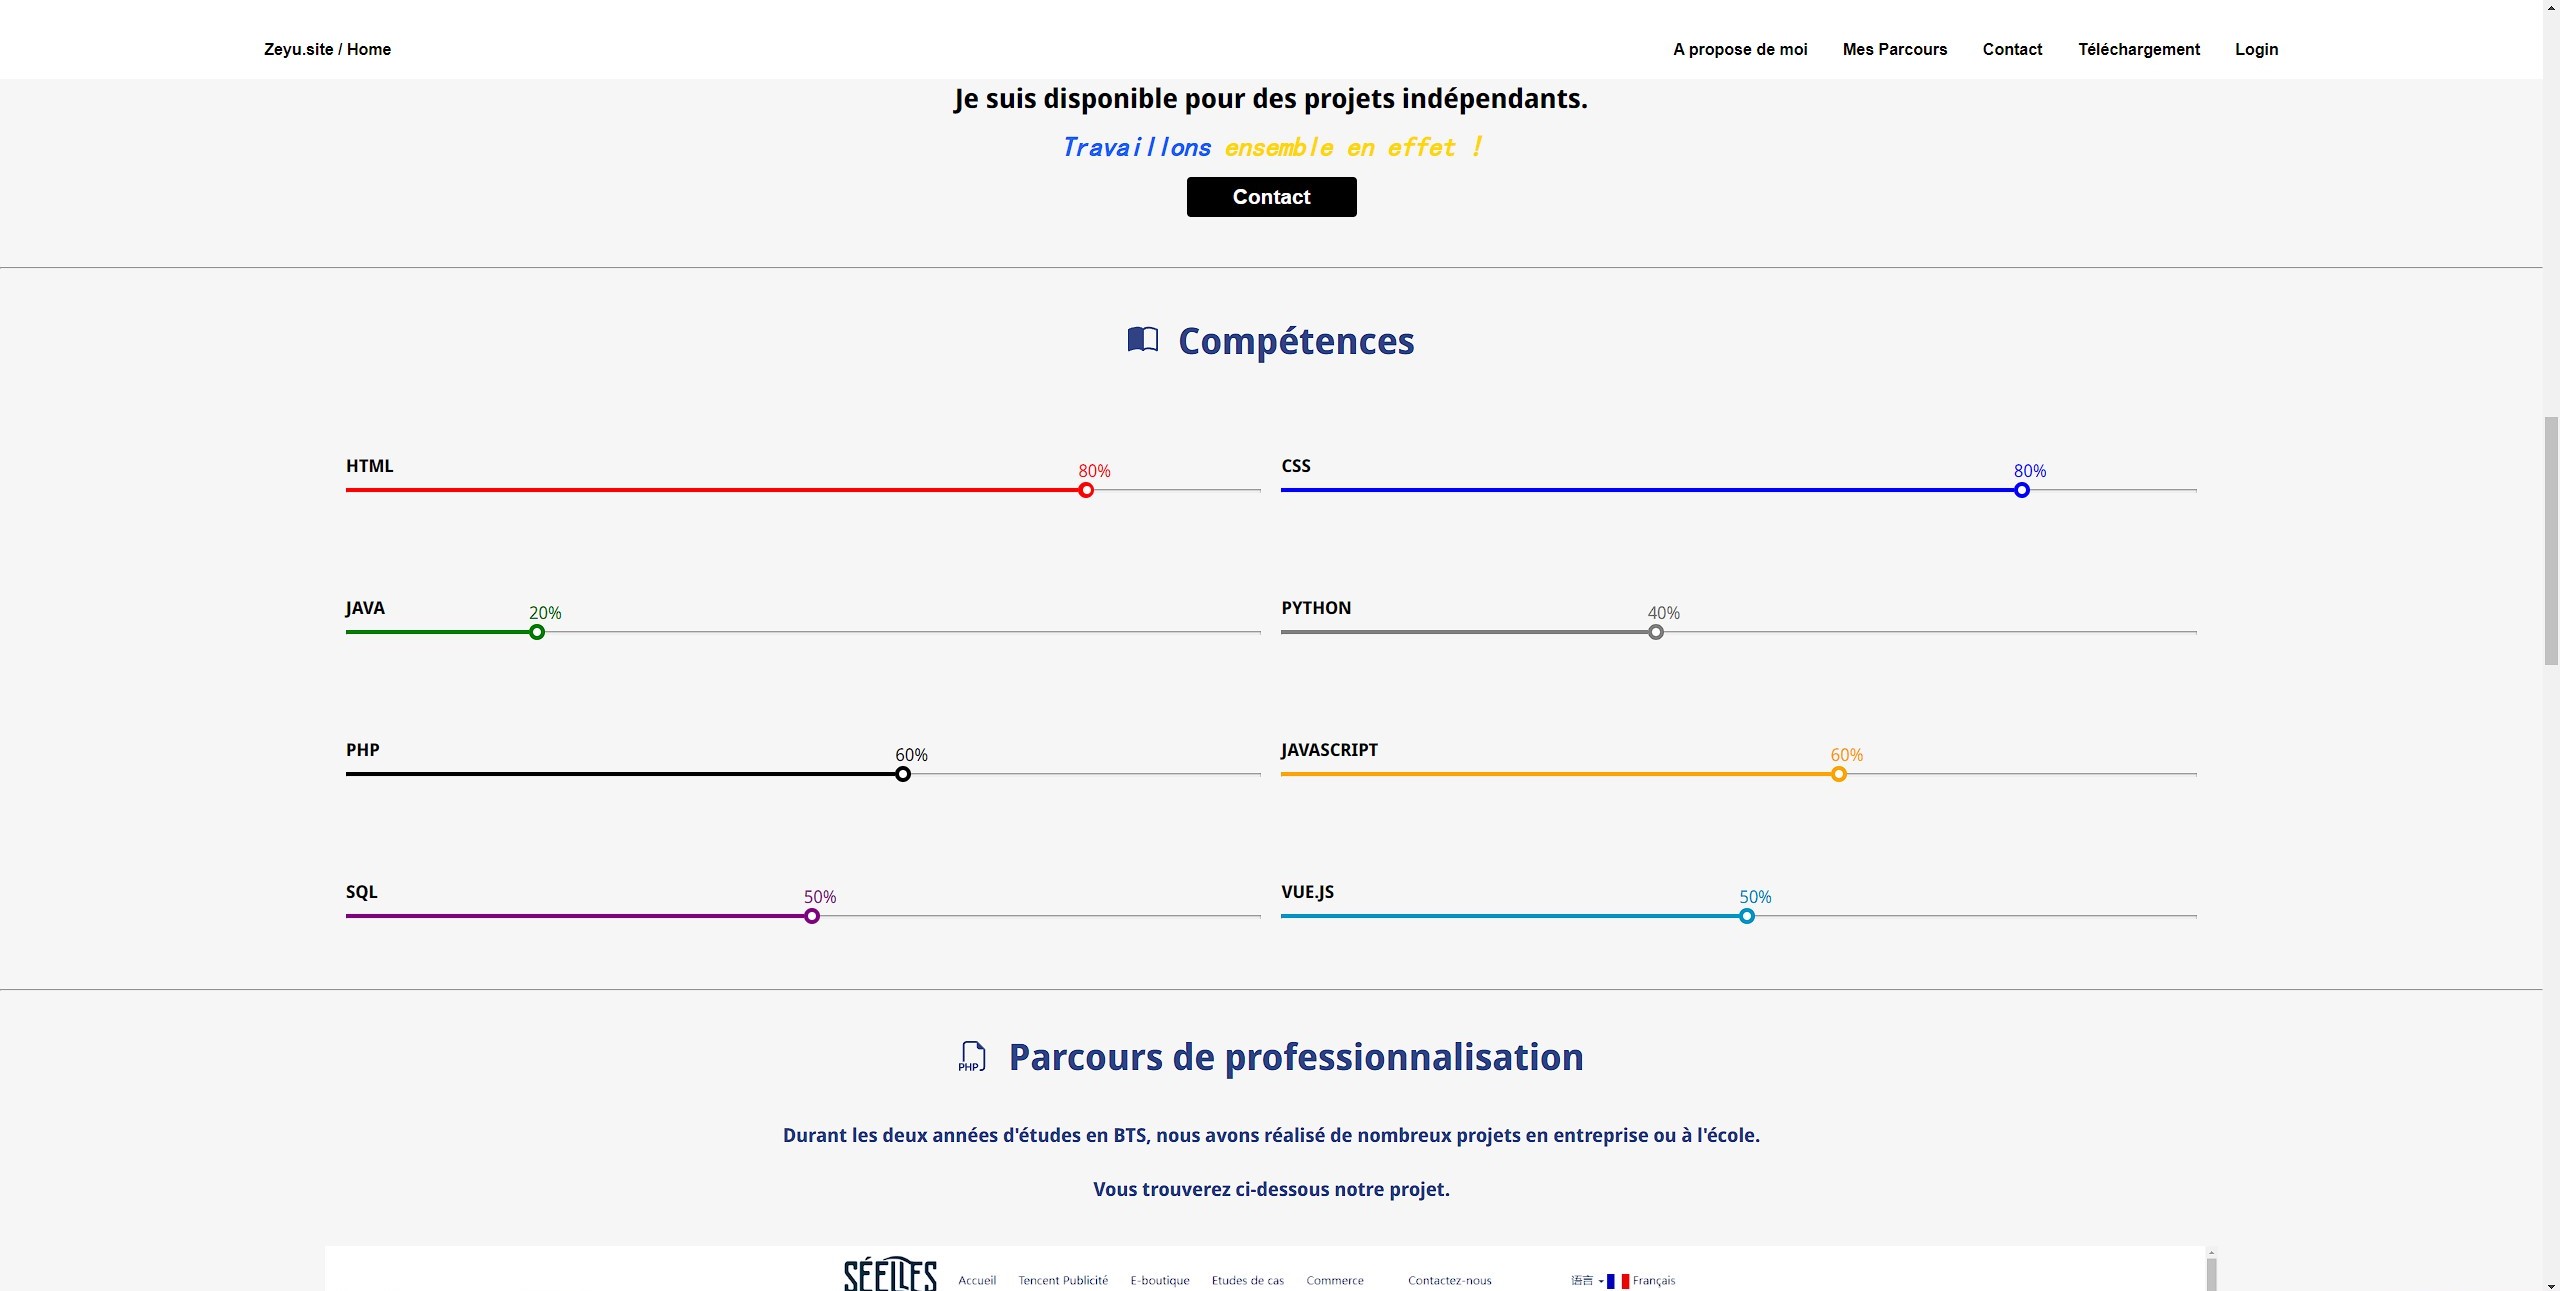 Zeyu.site / Home
A propose de moi Mes Parcours Contact Téléchargement Login
Je suis disponible pour des projets indépendants.
Travaillons ensemble en effet !
Contact
Compétences
HTML 80%
CSS 80%
JAVA 20%
PYTHON 40%
PHP 60%
JAVASCRIPT 60%
SQL 50%
VUE.JS 50%
PHP Parcours de professionnalisation
Durant les deux années d'études en BTS, nous avons réalisé de nombreux projets en entreprise ou à l'école.
Vous trouverez ci-dessous notre projet.
SÉEILLES Accueil Tencent Publicité E-boutique Etudes de cas Commerce Contactez-nous 语言 Français